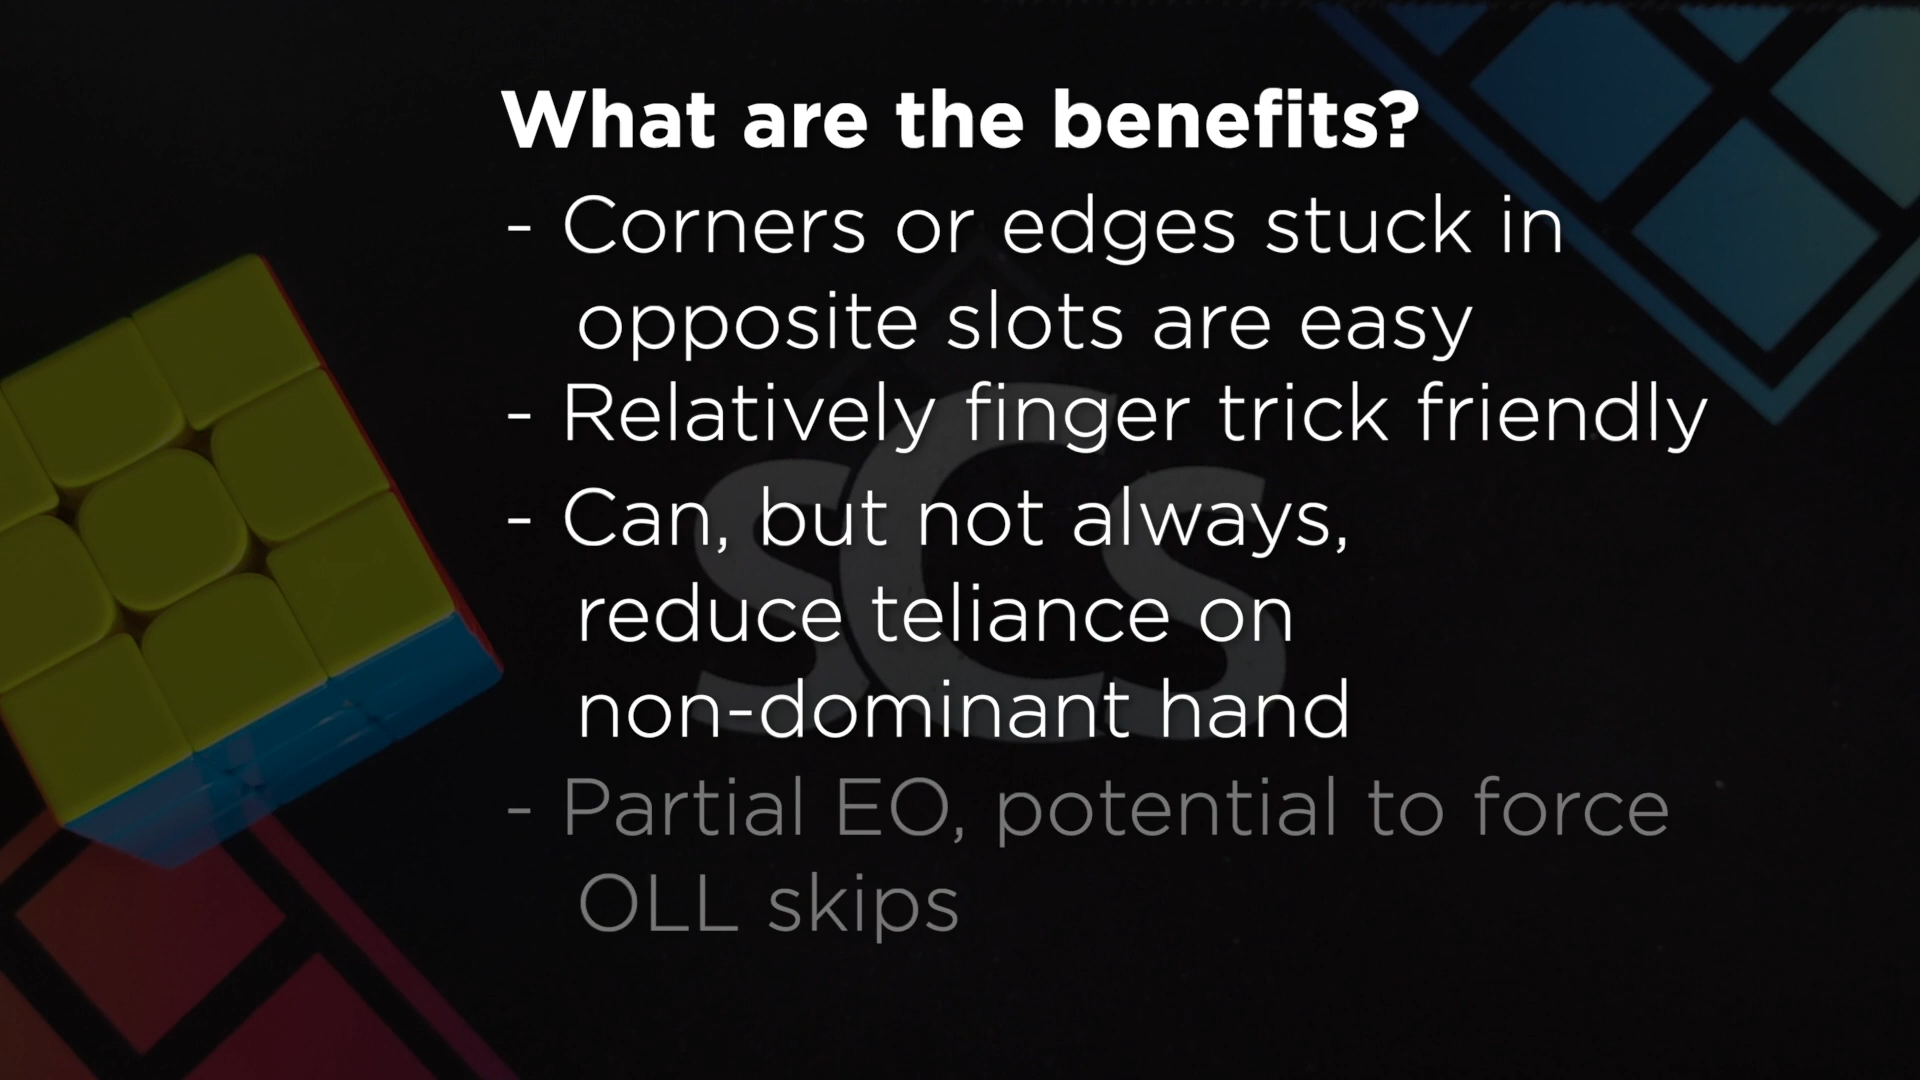 What are the benefits?
- Corners or edges stuck in
opposite slots are easy
- Relatively finger trick friendly
- Can, but not always,
reduce teliance on
non-dominant hand
- Partial EO, potential to force
OLL skips
sCs